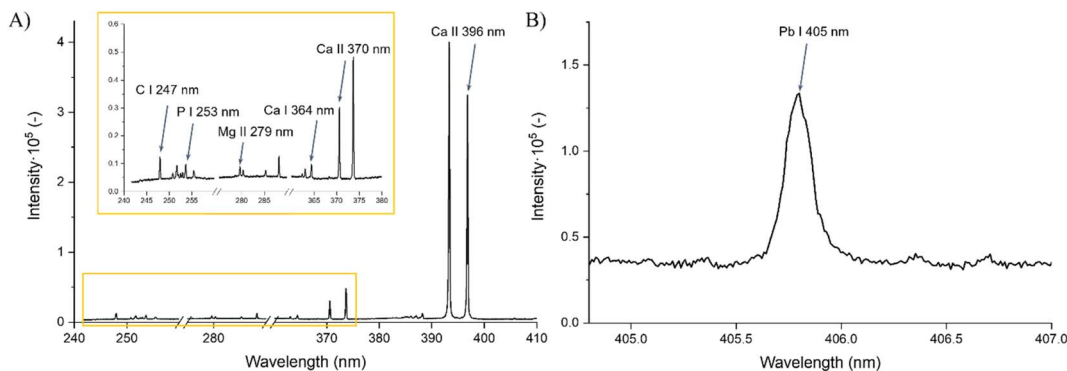 A)
0.6
0.5
0.4
0.3
0.2
0.1
0.0
C I 247 nm
P I 253 nm
Mg II 279 nm
Ca I 364 nm
Ca II 370 nm
240 245 250 255 280 285 365 370 375 380
Ca II 396 nm
4
3
2
1
0
Intensity·10⁵ (-)
240 250 280 370 390 400 410
Wavelength (nm)
B)
Pb I 405 nm
1.5
1.0
0.5
0.0
Intensity·10⁵ (-)
405.0 405.5 406.0 406.5 407.0
Wavelength (nm)